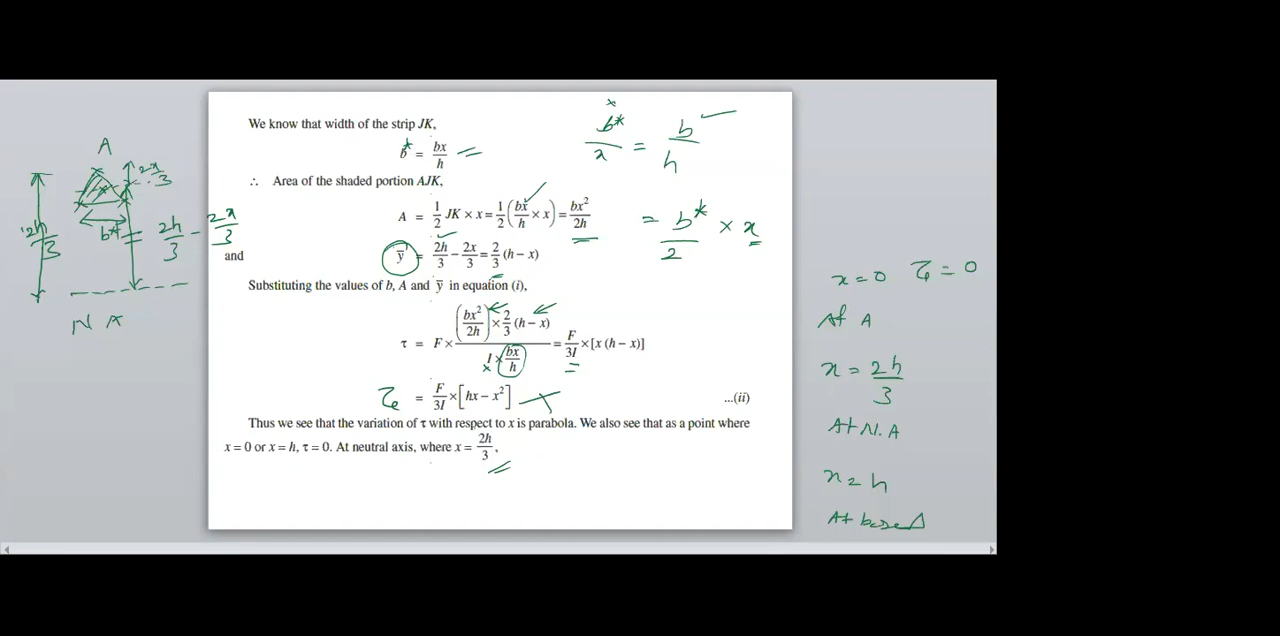 We know that width of the strip JK,
b* = bx/h
b*/x = b/h
∴ Area of the shaded portion AJK,
A = 1/2 JK × x = 1/2 (bx/h × x) = bx²/2h
= b*/2 × x
and
ȳ = 2h/3 − 2x/3 = 2/3 (h − x)
Substituting the values of b, A and ȳ in equation (i),
τ = F × (bx²/2h) × 2/3 (h − x) / I × bx/h = F/3I × [x (h − x)]
= F/3I × [hx − x²] ...(ii)
Thus we see that the variation of τ with respect to x is parabola. We also see that as a point where
x = 0 or x = h, τ = 0. At neutral axis, where x = 2h/3,
A
2x/3
2h/3
b*
2h/3 − 2x/3
N A
x = 0 τ = 0
At A
x = 2h/3
At N.A
x = h
At base